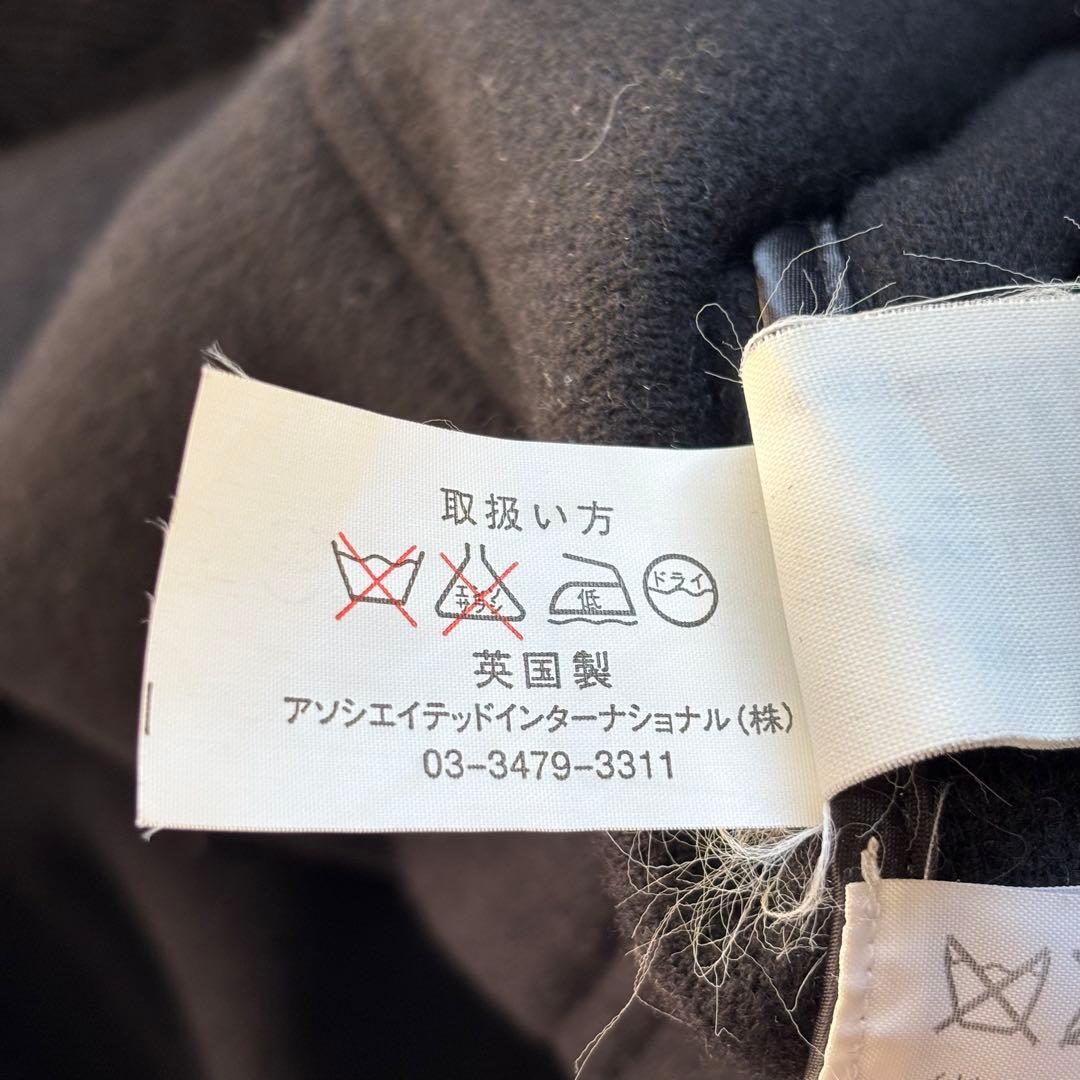 取扱い方
エンソ
サラシ
低
ドライ
英国製
アソシエイテッドインターナショナル(株)
03-3479-3311